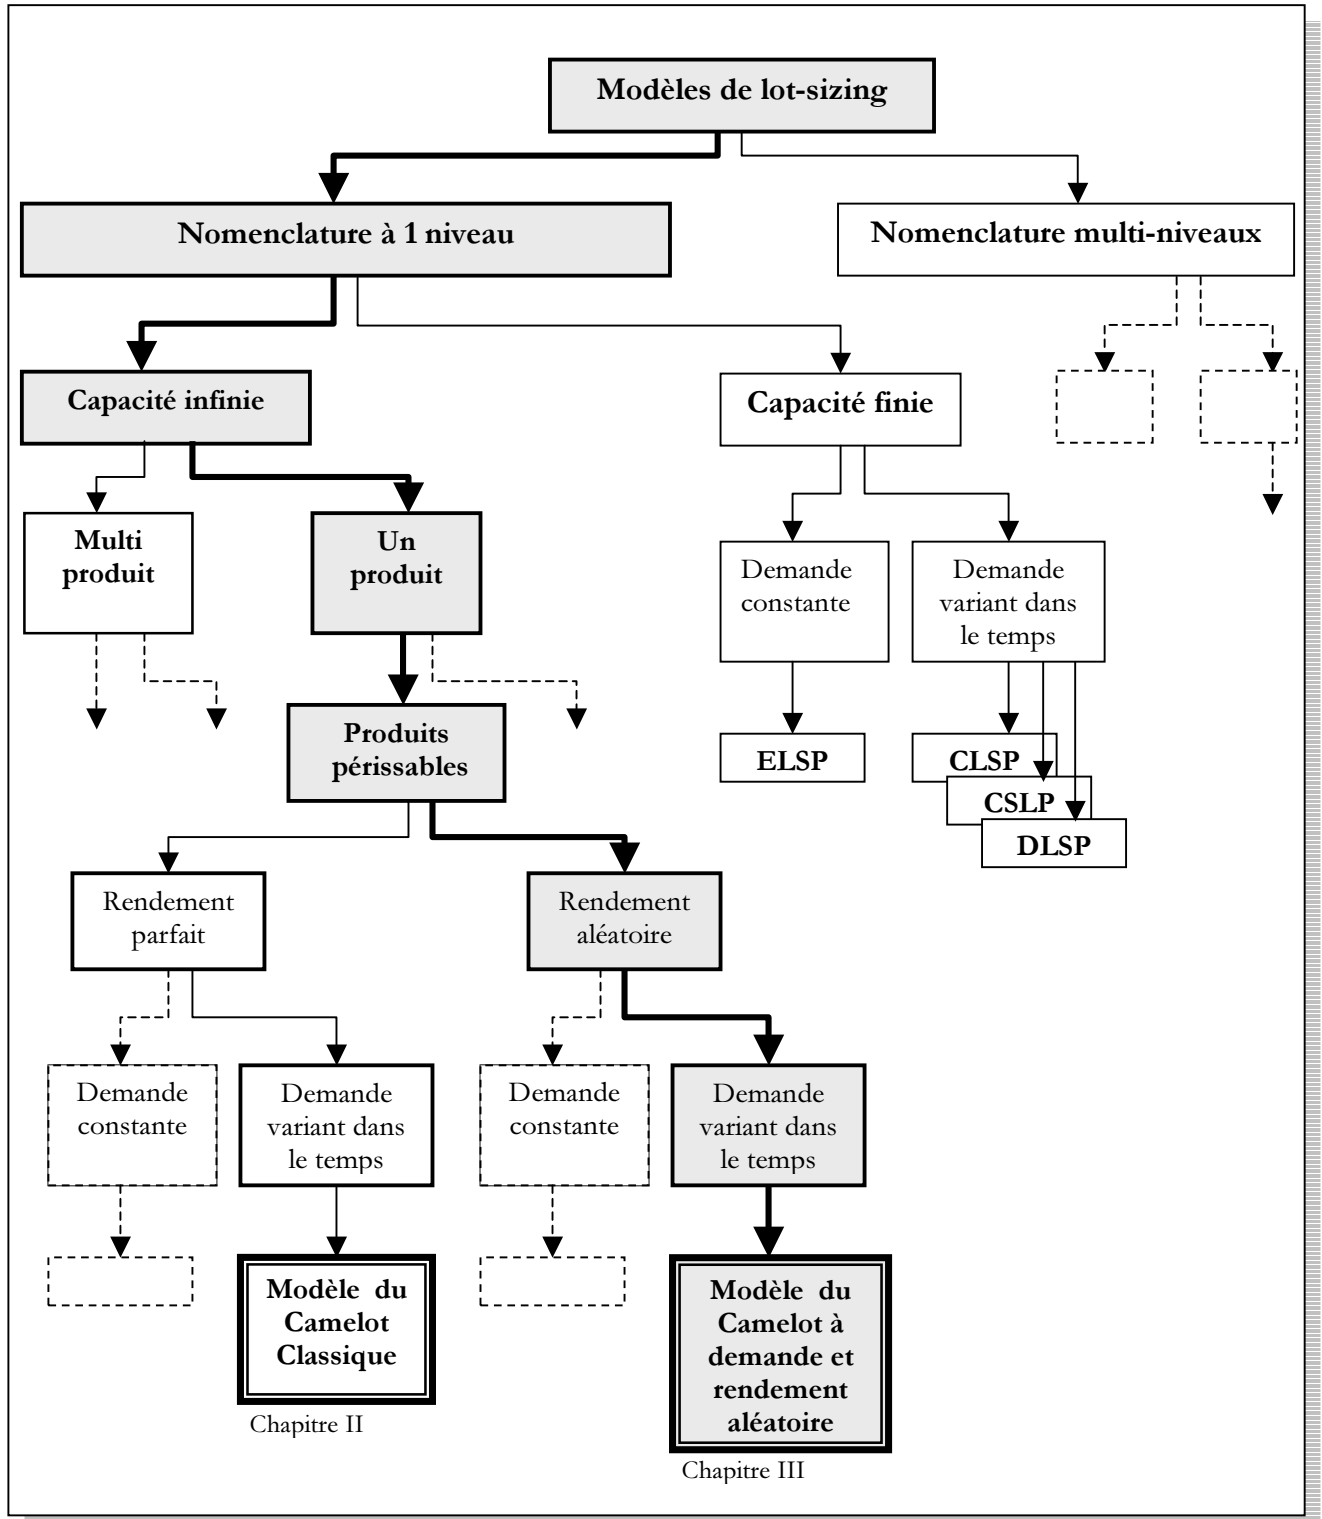 Modèles de lot-sizing
Nomenclature à 1 niveau
Nomenclature multi-niveaux
Capacité infinie
Capacité finie
Multi
produit
Un
produit
Demande
constante
Demande
variant dans
le temps
Produits
périssables
ELSP
CLSP
CSLP
DLSP
Rendement
parfait
Rendement
aléatoire
Demande
constante
Demande
variant dans
le temps
Demande
constante
Demande
variant dans
le temps
Modèle du
Camelot
Classique
Modèle du
Camelot à
demande et
rendement
aléatoire
Chapitre II
Chapitre III